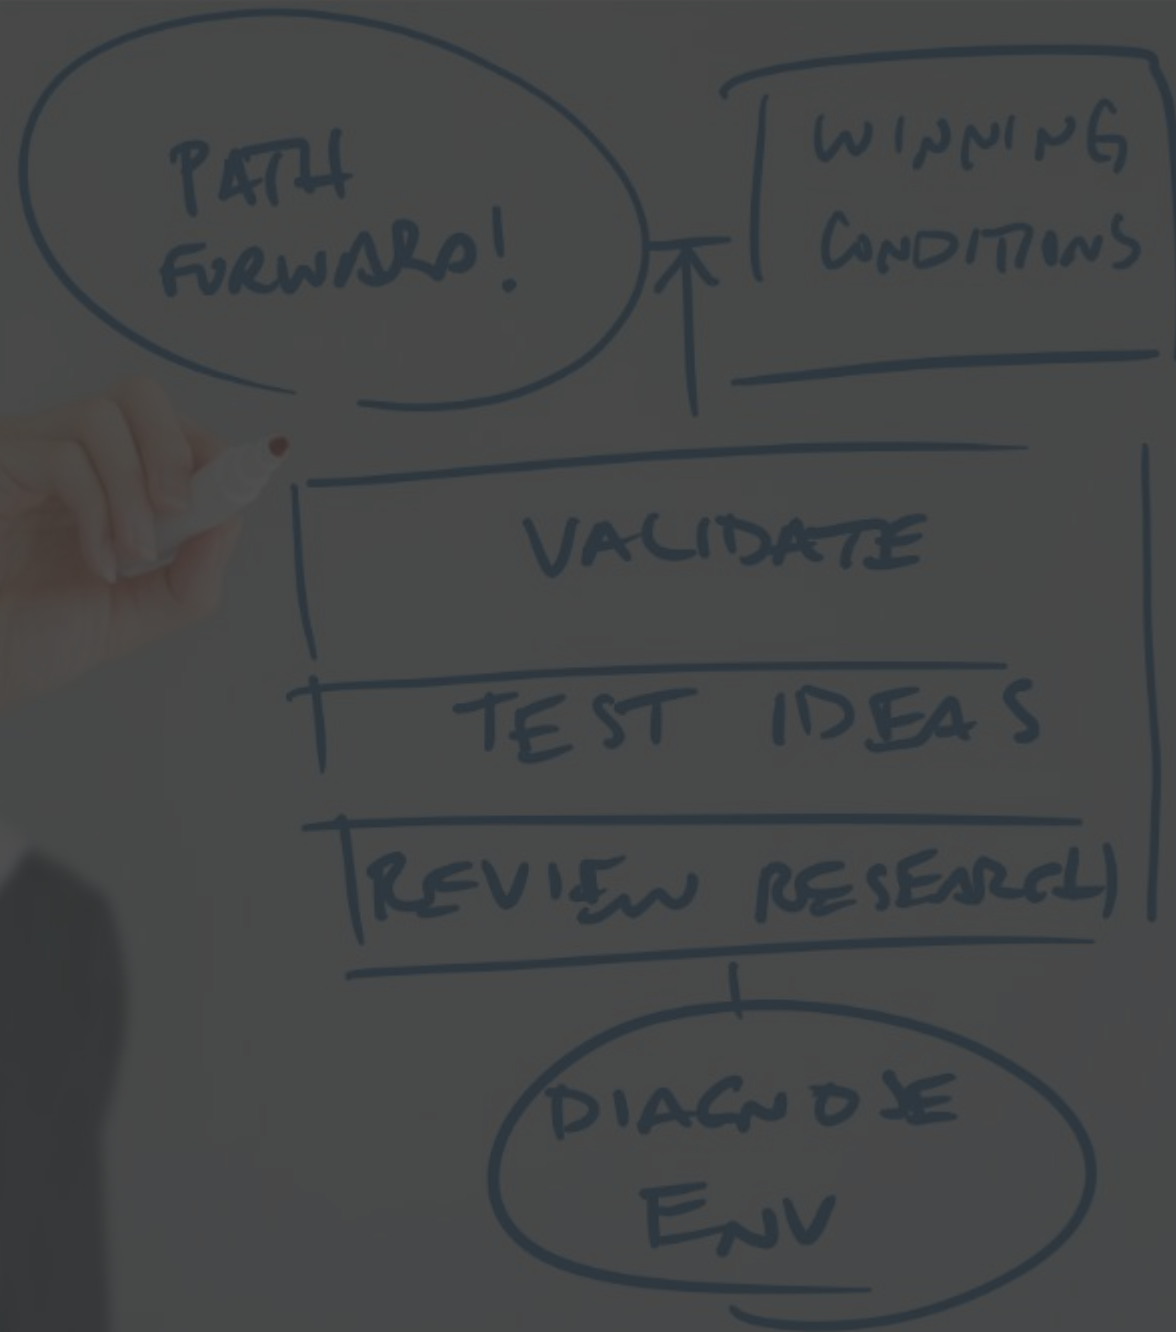 PATH
FORWARD!
WINNING
CONDITIONS
VALIDATE
TEST IDEAS
REVIEW RESEARCH
DIAGNOSE
ENV